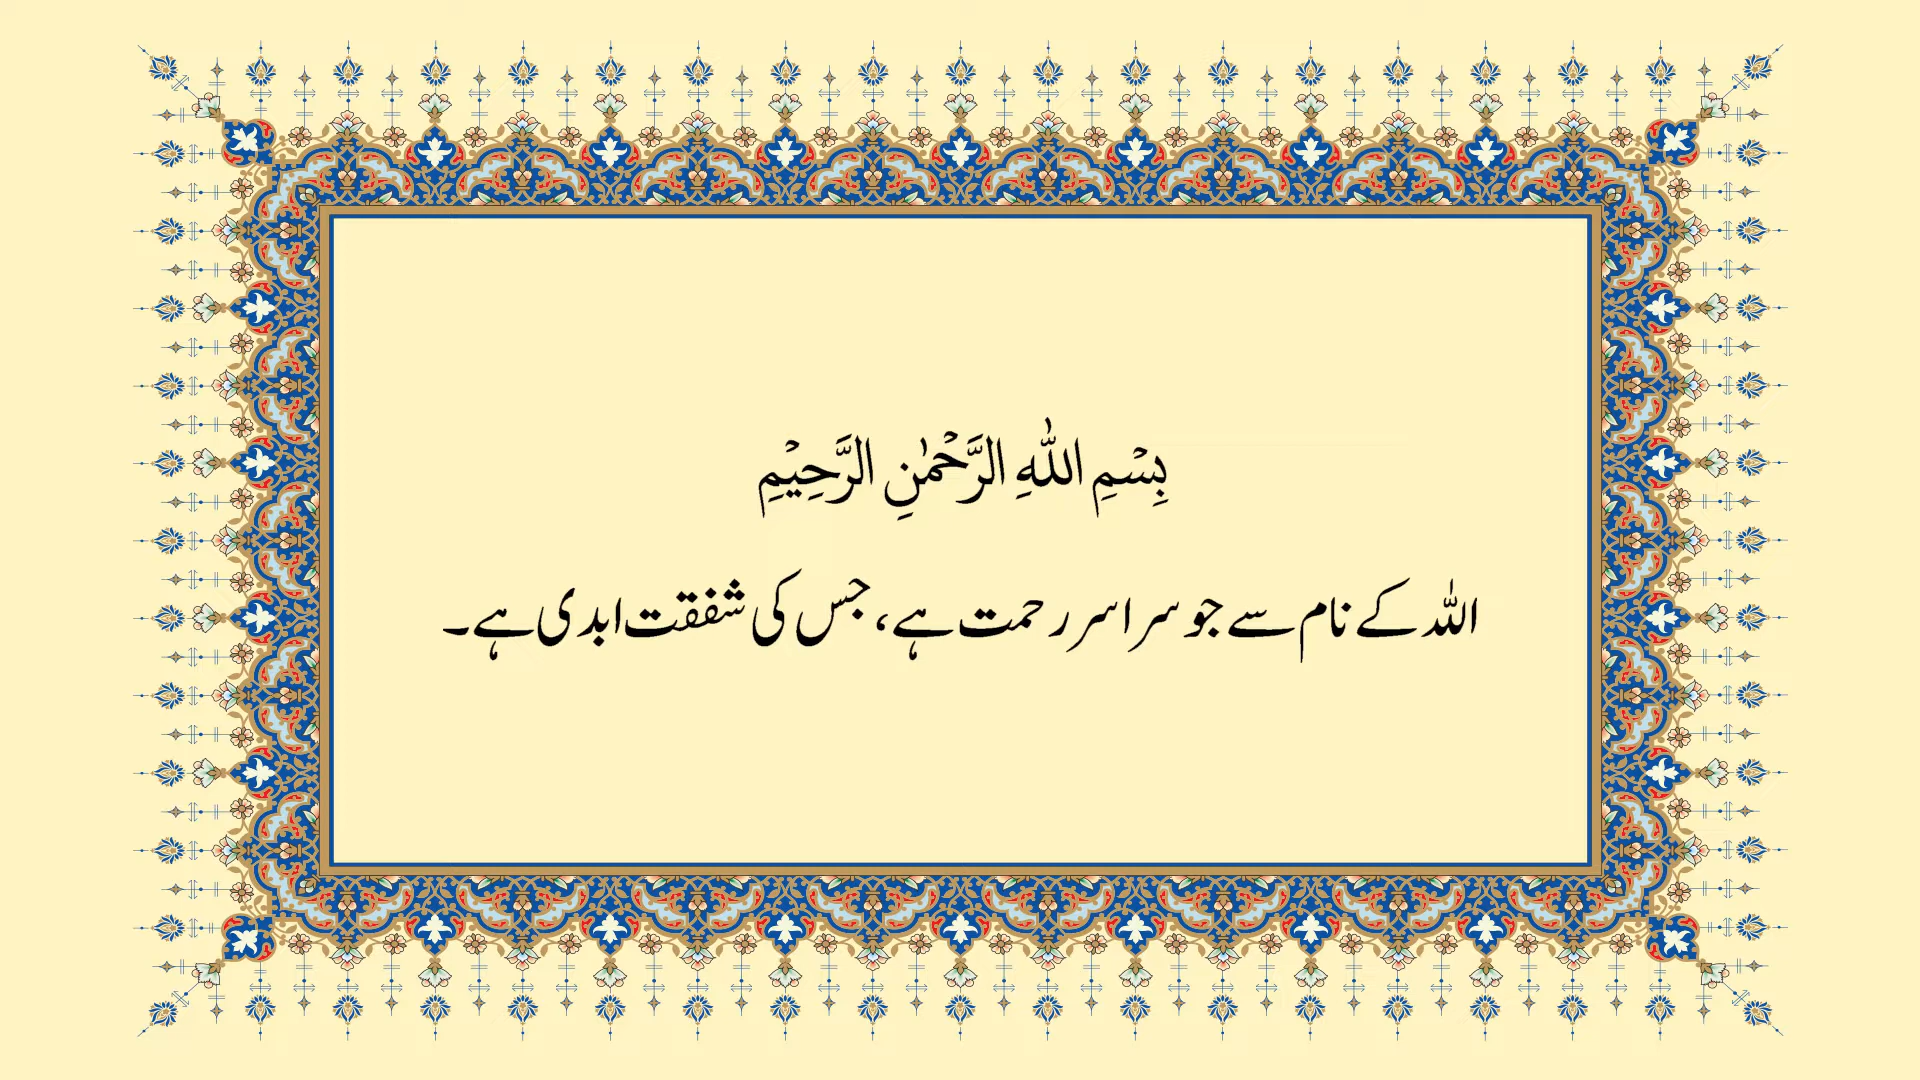 بِسْمِ اللّٰهِ الرَّحْمٰنِ الرَّحِیْمِ
اللہ کے نام سے جو سراسر رحمت ہے، جس کی شفقت ابدی ہے۔